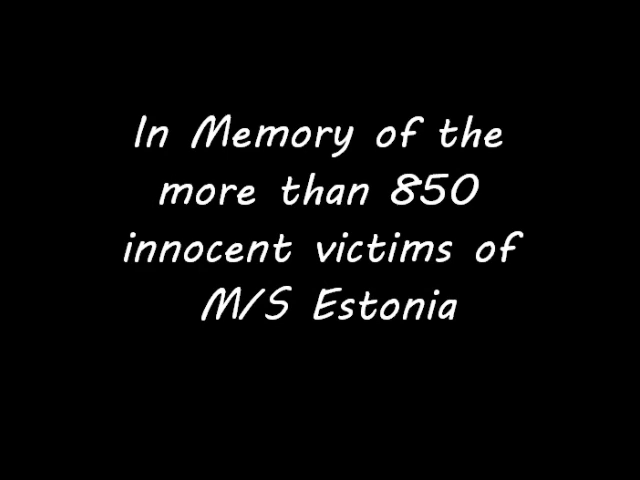 In Memory of the
more than 850
innocent victims of
M/S Estonia